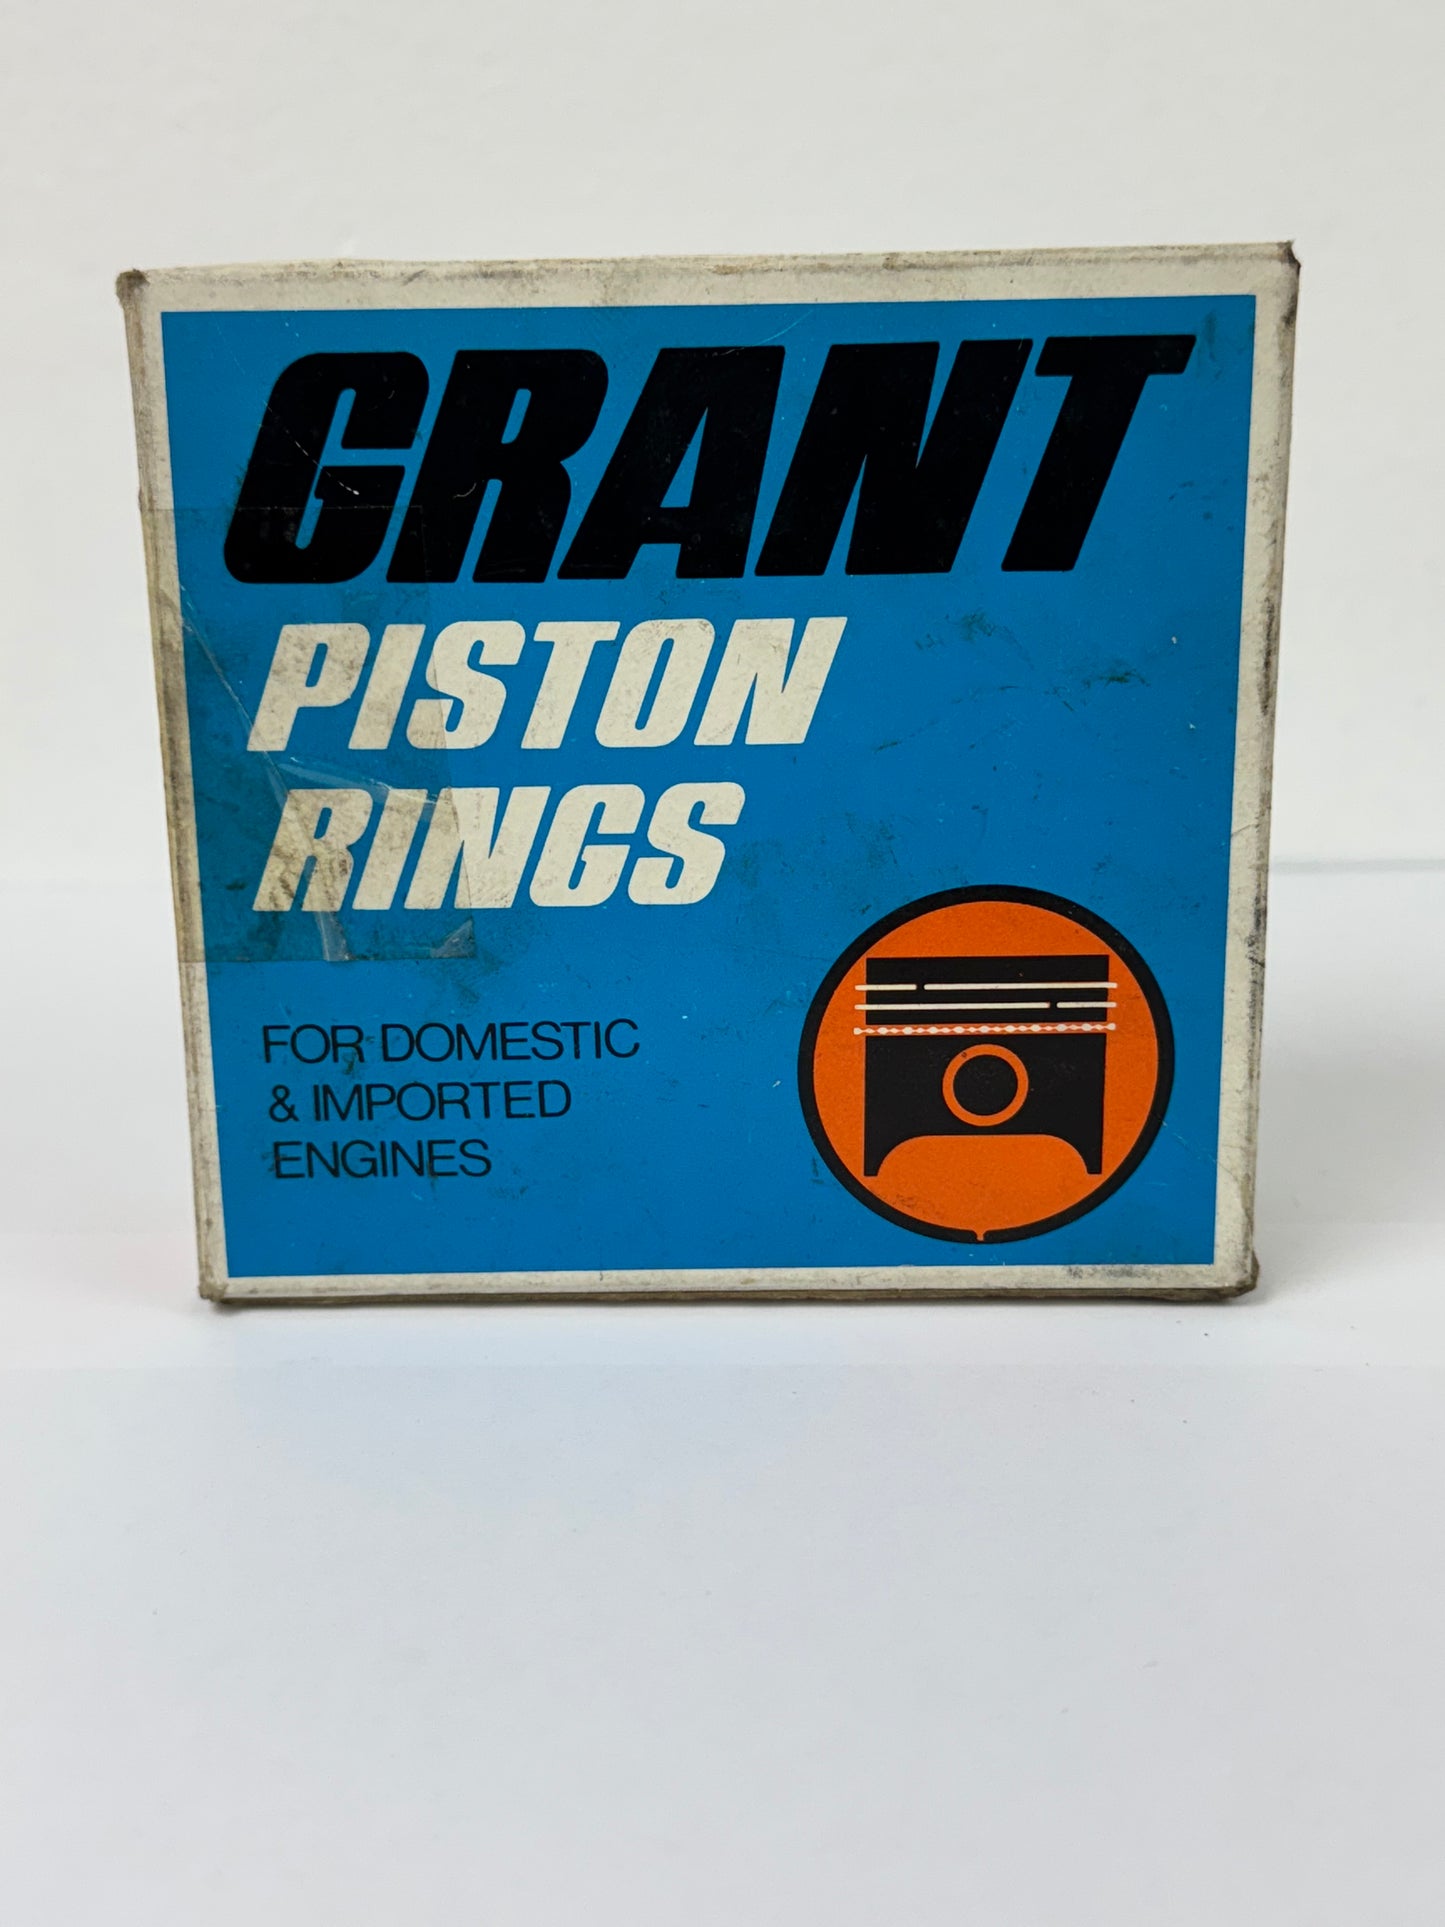 GRANT
PISTON
RINGS
FOR DOMESTIC
& IMPORTED
ENGINES